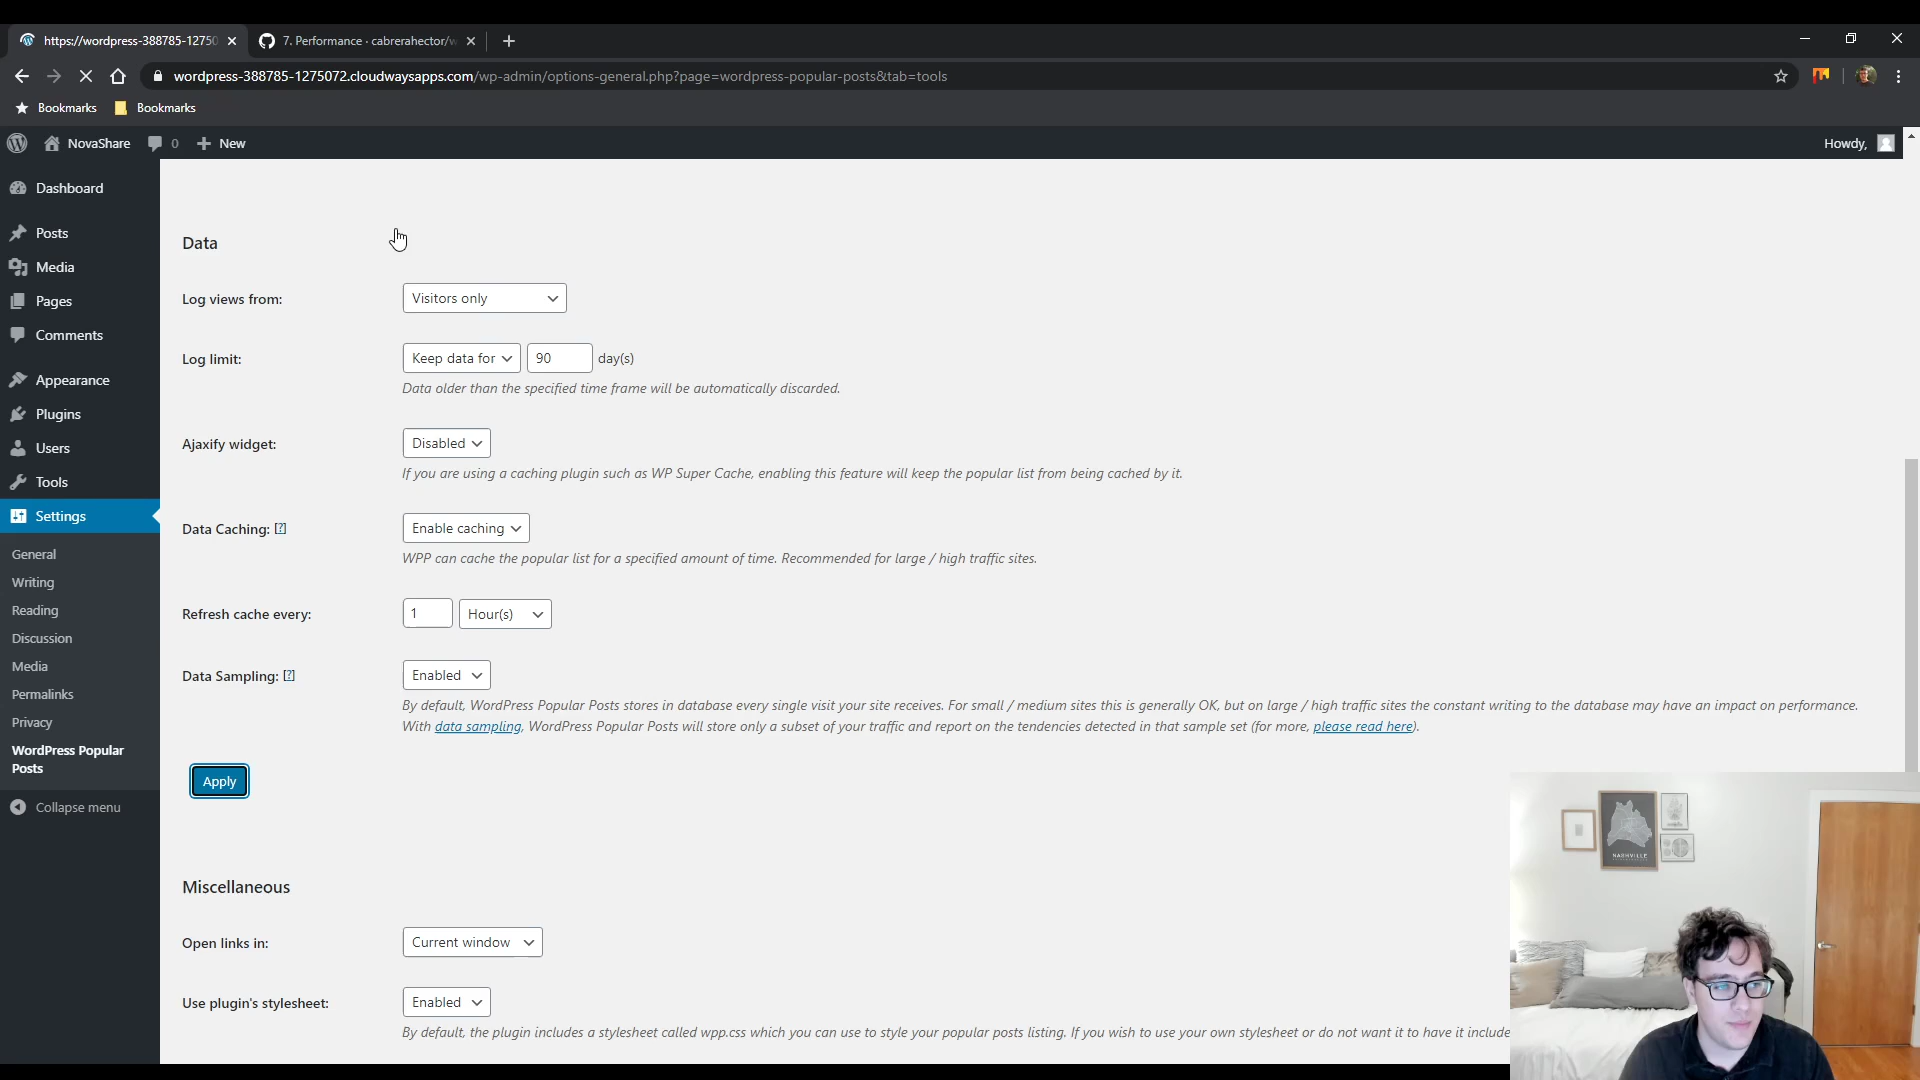 https://wordpress-388785-12750
7. Performance · cabrerahector/w
wordpress-388785-1275072.cloudwaysapps.com/wp-admin/options-general.php?page=wordpress-popular-posts&tab=tools
Bookmarks
Bookmarks
NovaShare
0
New
Howdy,
Dashboard
Posts
Media
Pages
Comments
Appearance
Plugins
Users
Tools
Settings
General
Writing
Reading
Discussion
Media
Permalinks
Privacy
WordPress Popular
Posts
Collapse menu
Data
Log views from:
Visitors only
Log limit:
Keep data for
90
day(s)
Data older than the specified time frame will be automatically discarded.
Ajaxify widget:
Disabled
If you are using a caching plugin such as WP Super Cache, enabling this feature will keep the popular list from being cached by it.
Data Caching: [?]
Enable caching
WPP can cache the popular list for a specified amount of time. Recommended for large / high traffic sites.
Refresh cache every:
1
Hour(s)
Data Sampling: [?]
Enabled
By default, WordPress Popular Posts stores in database every single visit your site receives. For small / medium sites this is generally OK, but on large / high traffic sites the constant writing to the database may have an impact on performance.
With data sampling, WordPress Popular Posts will store only a subset of your traffic and report on the tendencies detected in that sample set (for more, please read here).
Apply
Miscellaneous
Open links in:
Current window
Use plugin's stylesheet:
Enabled
By default, the plugin includes a stylesheet called wpp.css which you can use to style your popular posts listing. If you wish to use your own stylesheet or do not want it to have it include
NASHVILLE